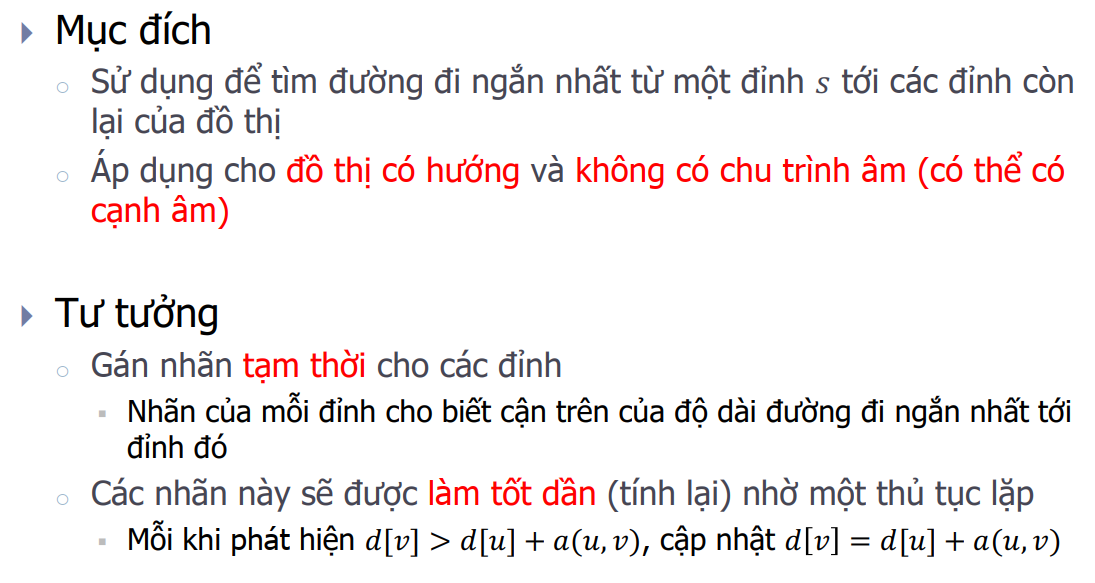 Mục đích
Sử dụng để tìm đường đi ngắn nhất từ một đỉnh s tới các đỉnh còn
lại của đồ thị
Áp dụng cho đồ thị có hướng và không có chu trình âm (có thể có
cạnh âm)
Tư tưởng
Gán nhãn tạm thời cho các đỉnh
Nhãn của mỗi đỉnh cho biết cận trên của độ dài đường đi ngắn nhất tới
đỉnh đó
Các nhãn này sẽ được làm tốt dần (tính lại) nhờ một thủ tục lặp
Mỗi khi phát hiện d[v] > d[u] + a(u, v), cập nhật d[v] = d[u] + a(u, v)